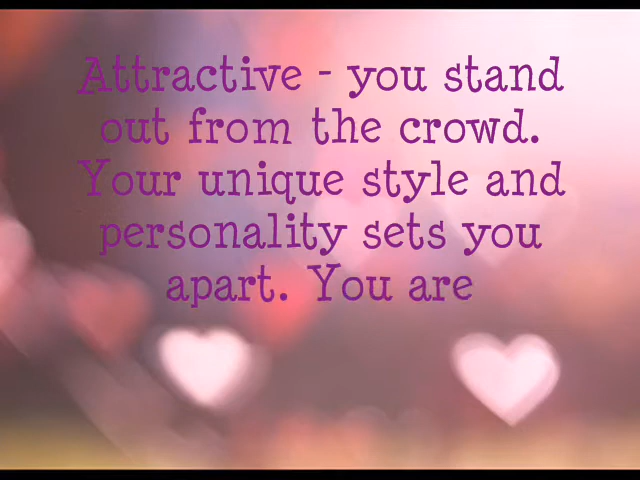 Attractive - you stand
out from the crowd.
Your unique style and
personality sets you
apart. You are